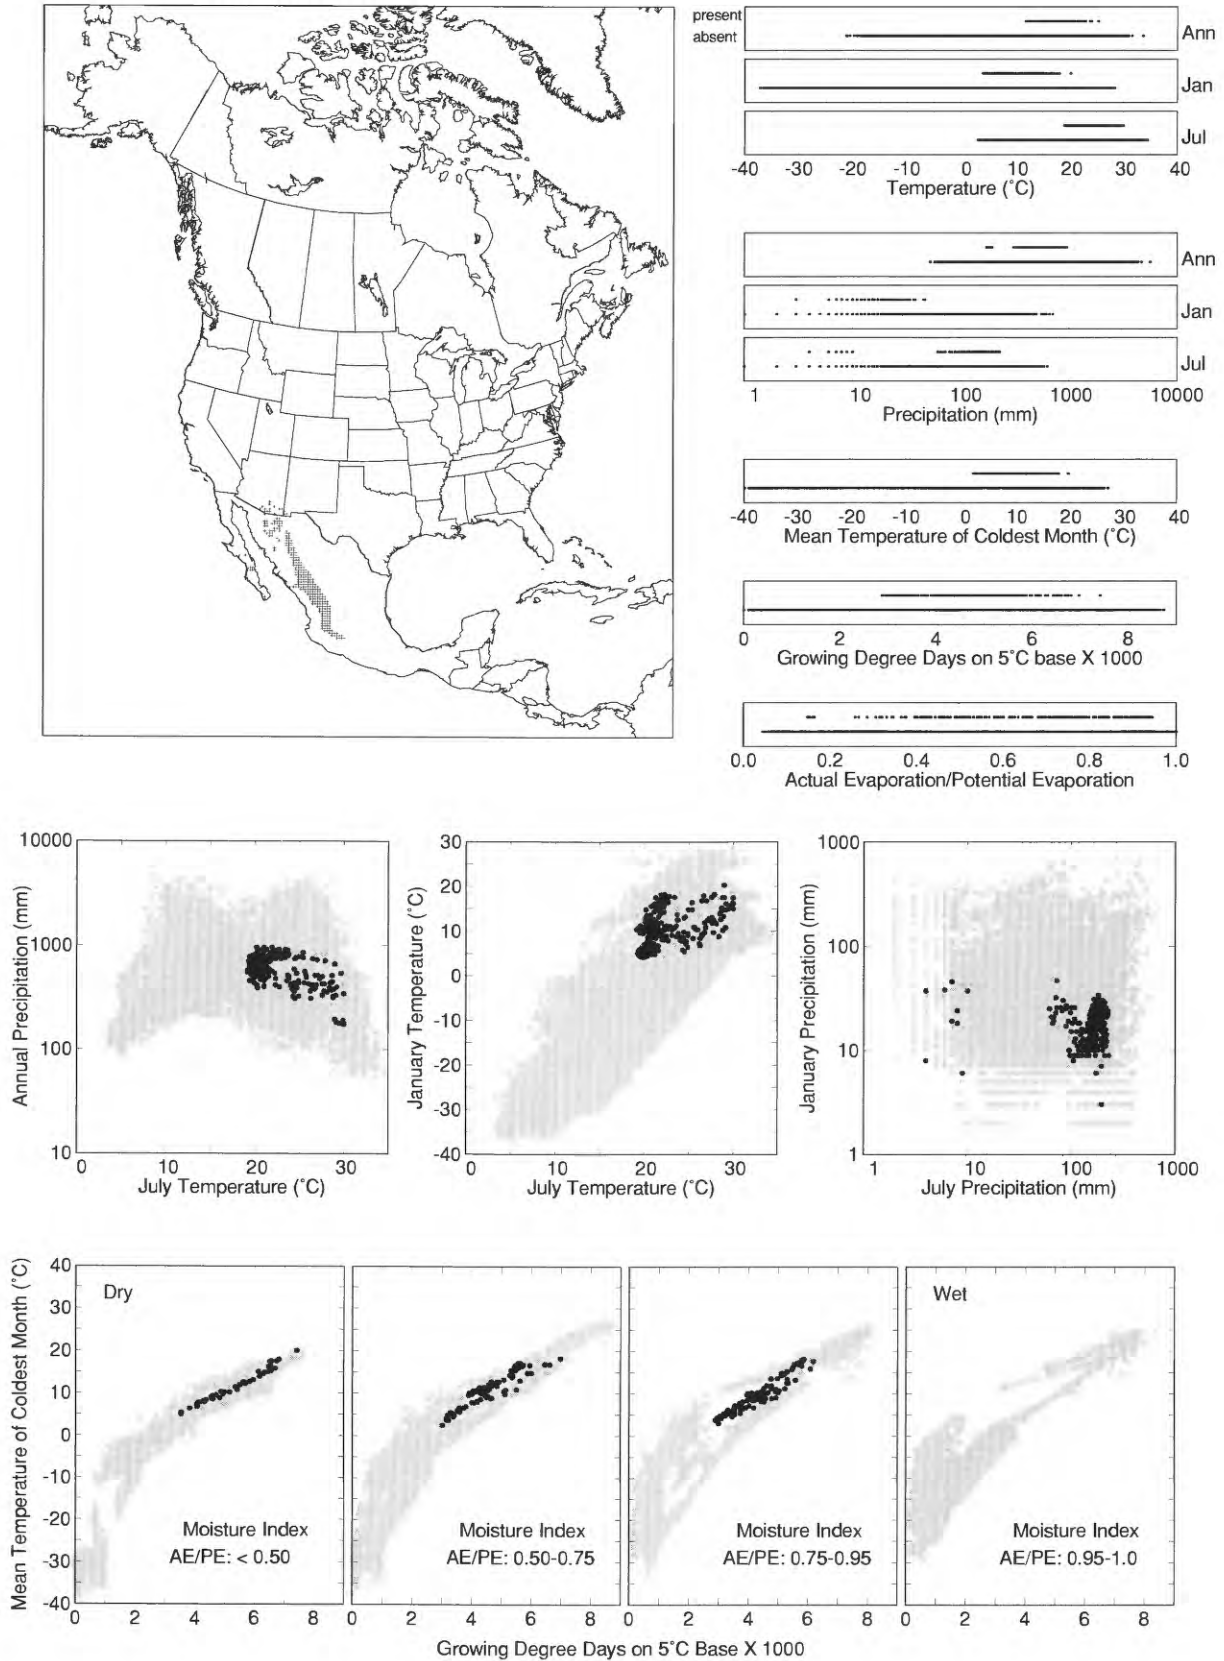 present
absent
Ann
Jan
Jul
-40 -30 -20 -10 0 10 20 30 40
Temperature (˚C)
Ann
Jan
Jul
1 10 100 1000 10000
Precipitation (mm)
-40 -30 -20 -10 0 10 20 30 40
Mean Temperature of Coldest Month (˚C)
0 2 4 6 8
Growing Degree Days on 5˚C base X 1000
0.0 0.2 0.4 0.6 0.8 1.0
Actual Evaporation/Potential Evaporation
10000
1000
100
10
Annual Precipitation (mm)
0 10 20 30
July Temperature (˚C)
30
20
10
0
-10
-20
-30
-40
January Temperature (˚C)
0 10 20 30
July Temperature (˚C)
1000
100
10
1
January Precipitation (mm)
1 10 100 1000
July Precipitation (mm)
40
30
20
10
0
-10
-20
-30
-40
Mean Temperature of Coldest Month (˚C)
Dry
Moisture Index
AE/PE: < 0.50
0 2 4 6 8
Moisture Index
AE/PE: 0.50-0.75
0 2 4 6 8
Moisture Index
AE/PE: 0.75-0.95
0 2 4 6 8
Wet
Moisture Index
AE/PE: 0.95-1.0
0 2 4 6 8
Growing Degree Days on 5˚C Base X 1000